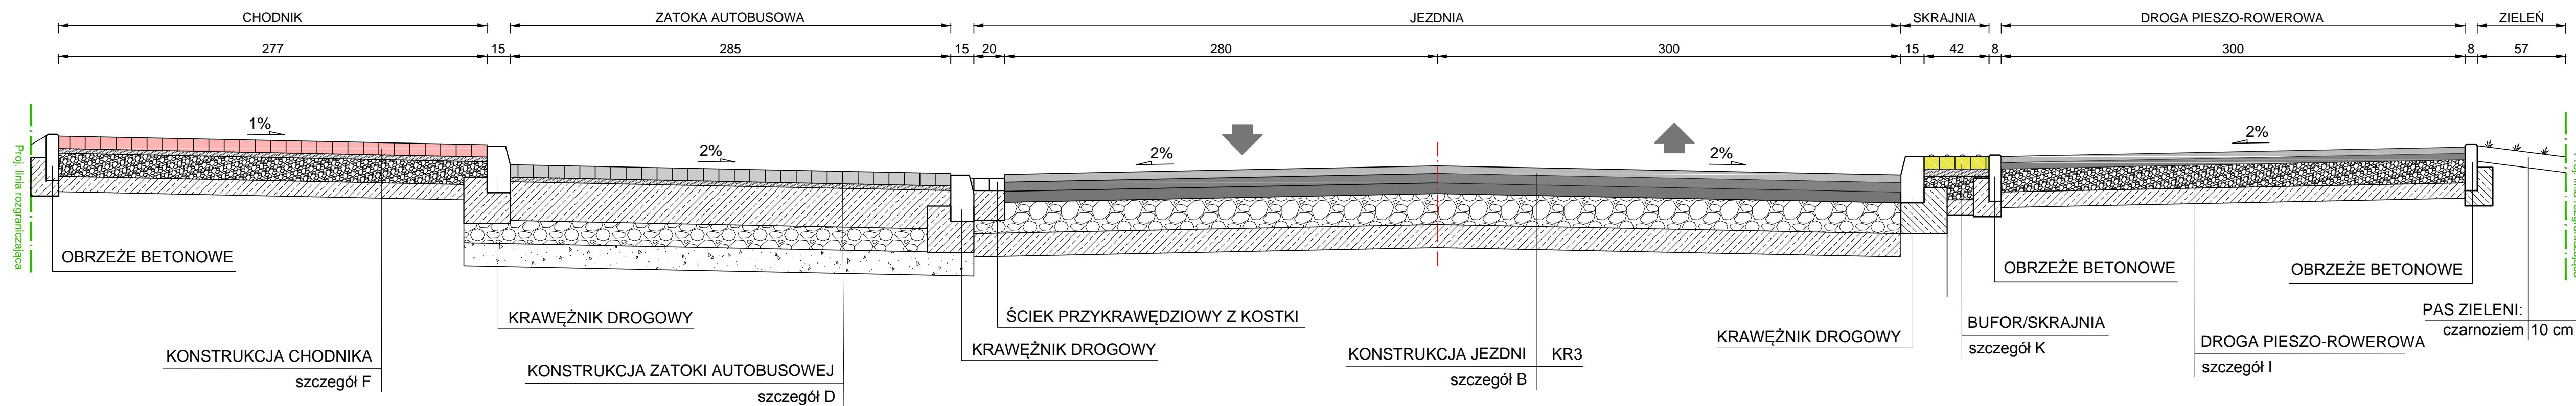 CHODNIK ZATOKA AUTOBUSOWA JEZDNIA SKRAJNIA DROGA PIESZO-ROWEROWA ZIELEŃ
277 15 285 15 20 280 300 15 42 8 300 8 57
1% 2% 2% 2% 2%
Proj. linia rozgraniczająca
OBRZEŻE BETONOWE
KRAWĘŻNIK DROGOWY
KONSTRUKCJA CHODNIKA
szczegół F
KONSTRUKCJA ZATOKI AUTOBUSOWEJ
szczegół D
ŚCIEK PRZYKRAWĘDZIOWY Z KOSTKI
KRAWĘŻNIK DROGOWY
KONSTRUKCJA JEZDNI KR3
szczegół B
KRAWĘŻNIK DROGOWY
BUFOR/SKRAJNIA
szczegół K
OBRZEŻE BETONOWE
DROGA PIESZO-ROWEROWA
szczegół I
OBRZEŻE BETONOWE
PAS ZIELENI:
czarnoziem 10 cm